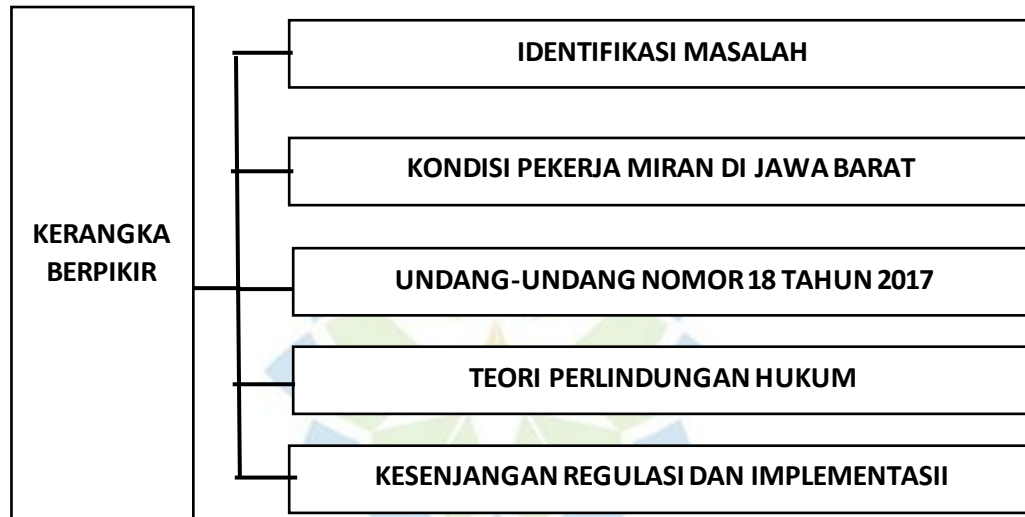 KERANGKA
BERPIKIR
IDENTIFIKASI MASALAH
KONDISI PEKERJA MIRAN DI JAWA BARAT
UNDANG-UNDANG NOMOR 18 TAHUN 2017
TEORI PERLINDUNGAN HUKUM
KESENJANGAN REGULASI DAN IMPLEMENTASII